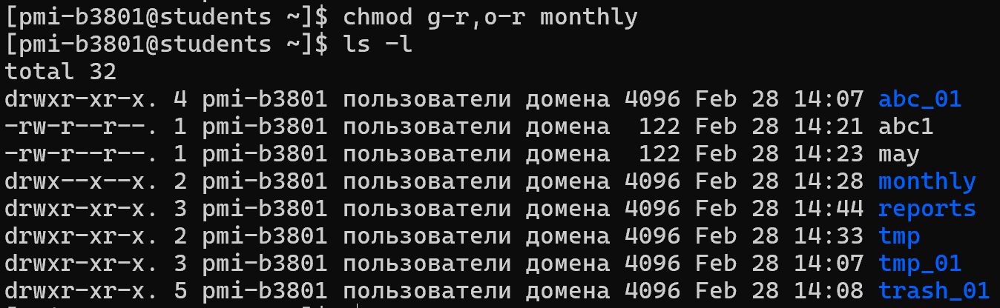 [pmi-b3801@students ~]$ chmod g-r,o-r monthly
[pmi-b3801@students ~]$ ls -l
total 32
drwxr-xr-x. 4 pmi-b3801 пользователи домена 4096 Feb 28 14:07 abc_01
-rw-r--r--. 1 pmi-b3801 пользователи домена  122 Feb 28 14:21 abc1
-rw-r--r--. 1 pmi-b3801 пользователи домена  122 Feb 28 14:23 may
drwx--x--x. 2 pmi-b3801 пользователи домена 4096 Feb 28 14:28 monthly
drwxr-xr-x. 3 pmi-b3801 пользователи домена 4096 Feb 28 14:44 reports
drwxr-xr-x. 2 pmi-b3801 пользователи домена 4096 Feb 28 14:33 tmp
drwxr-xr-x. 3 pmi-b3801 пользователи домена 4096 Feb 28 14:07 tmp_01
drwxr-xr-x. 5 pmi-b3801 пользователи домена 4096 Feb 28 14:08 trash_01